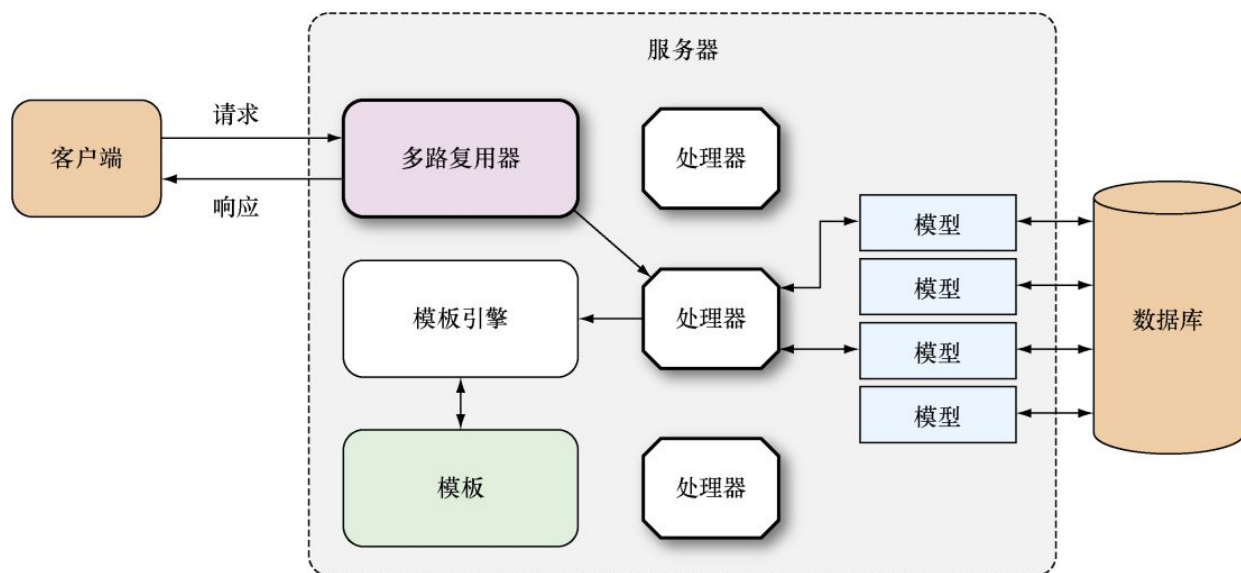 服务器
请求
客户端
多路复用器
处理器
响应
模型
模板引擎
处理器
模型
数据库
模型
模型
模板
处理器